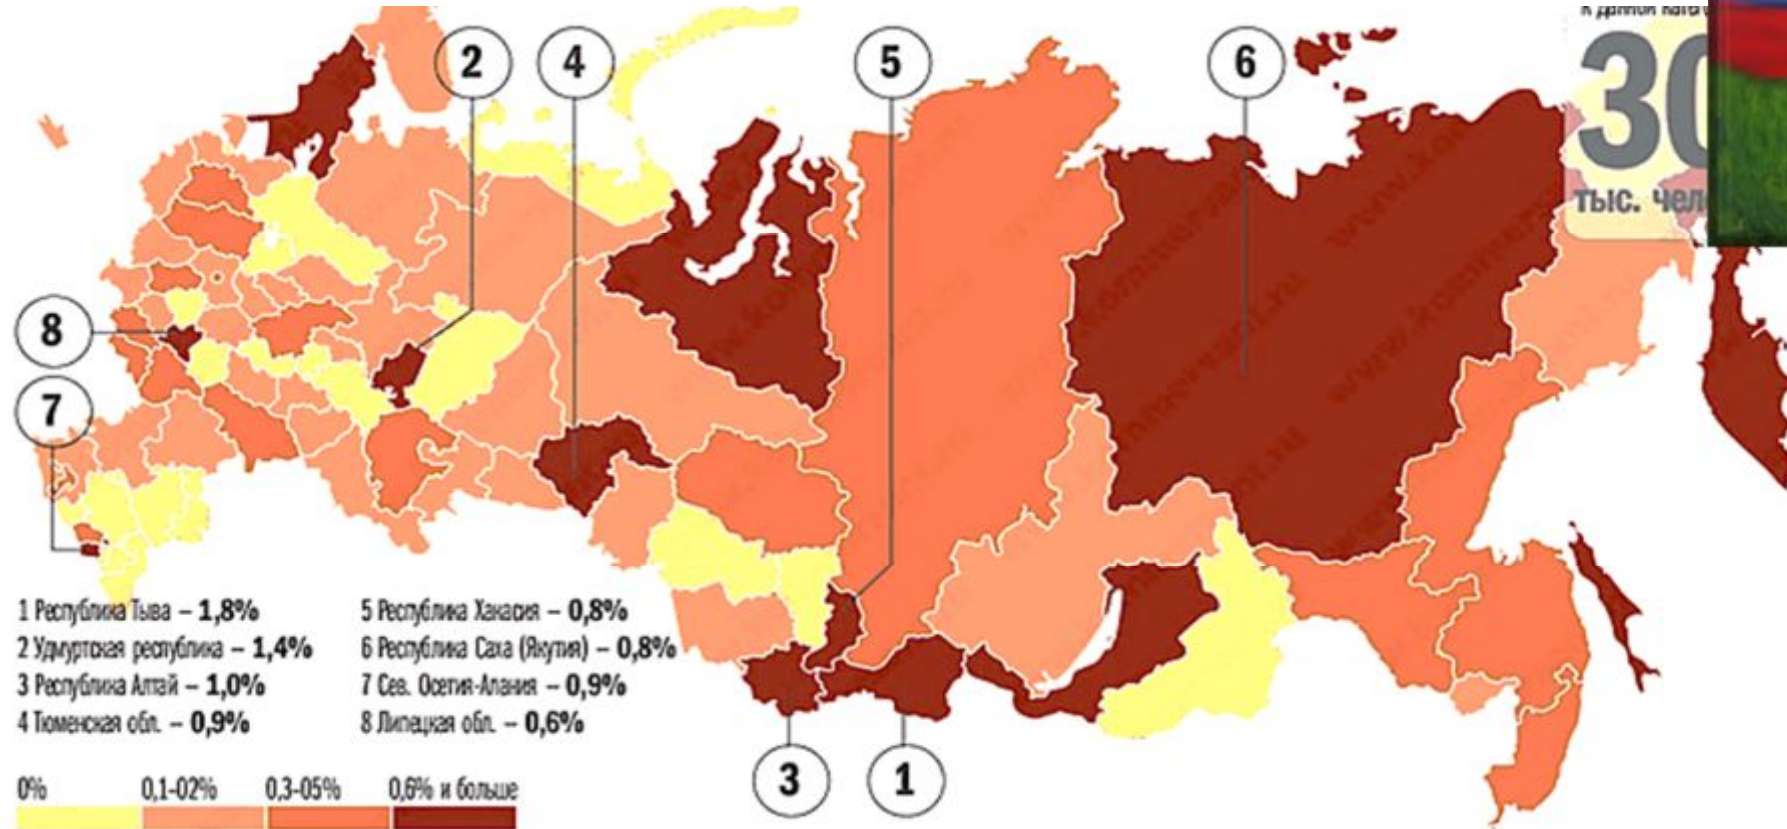 30
тыс.
2
4
5
6
8
7
1 Республика Тыва – 1,8%
2 Удмуртская республика – 1,4%
3 Республика Алтай – 1,0%
4 Тюменская обл. – 0,9%
5 Республика Хакасия – 0,8%
6 Республика Саха (Якутия) – 0,8%
7 Сев. Осетия-Алания – 0,9%
8 Липецкая обл. – 0,6%
3
1
0%
0,1-02%
0,3-05%
0,6% и больше